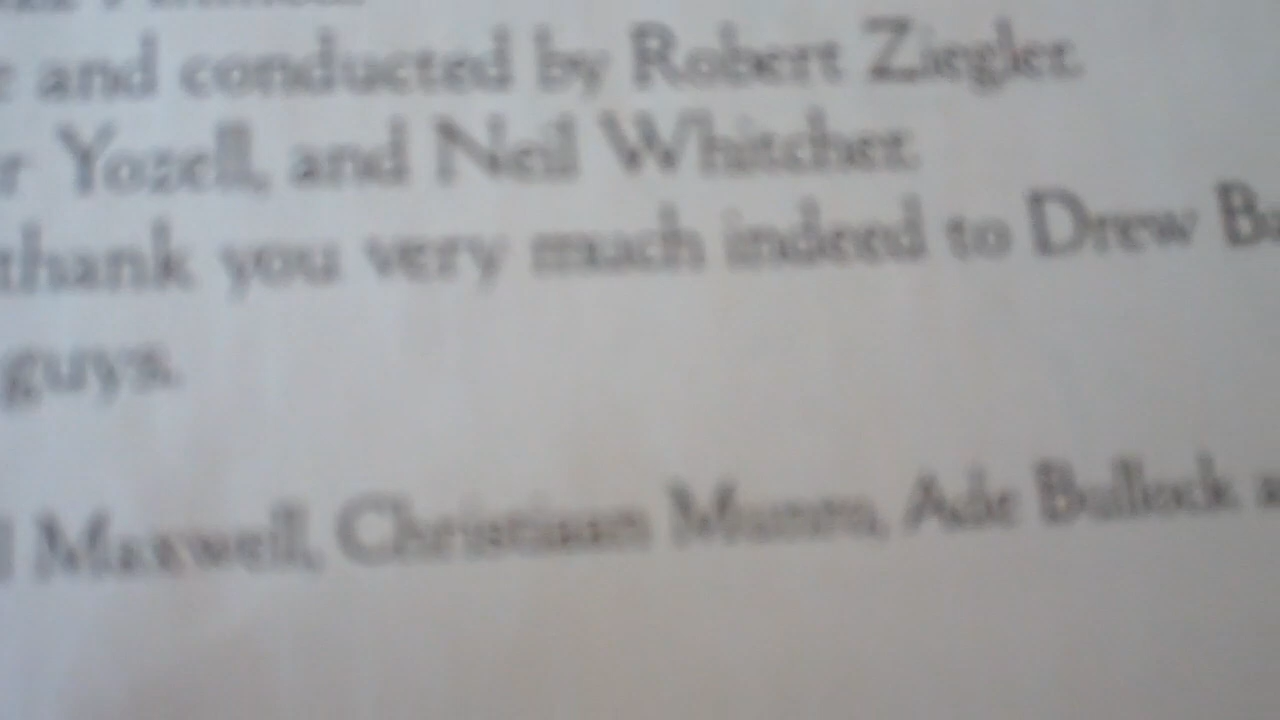 and conducted by Robert Ziegler.
Yozell, and Neil Whitcher.
thank you very much indeed to Drew
guys.
Maxwell, Christiaan Munro, Ade Bullock